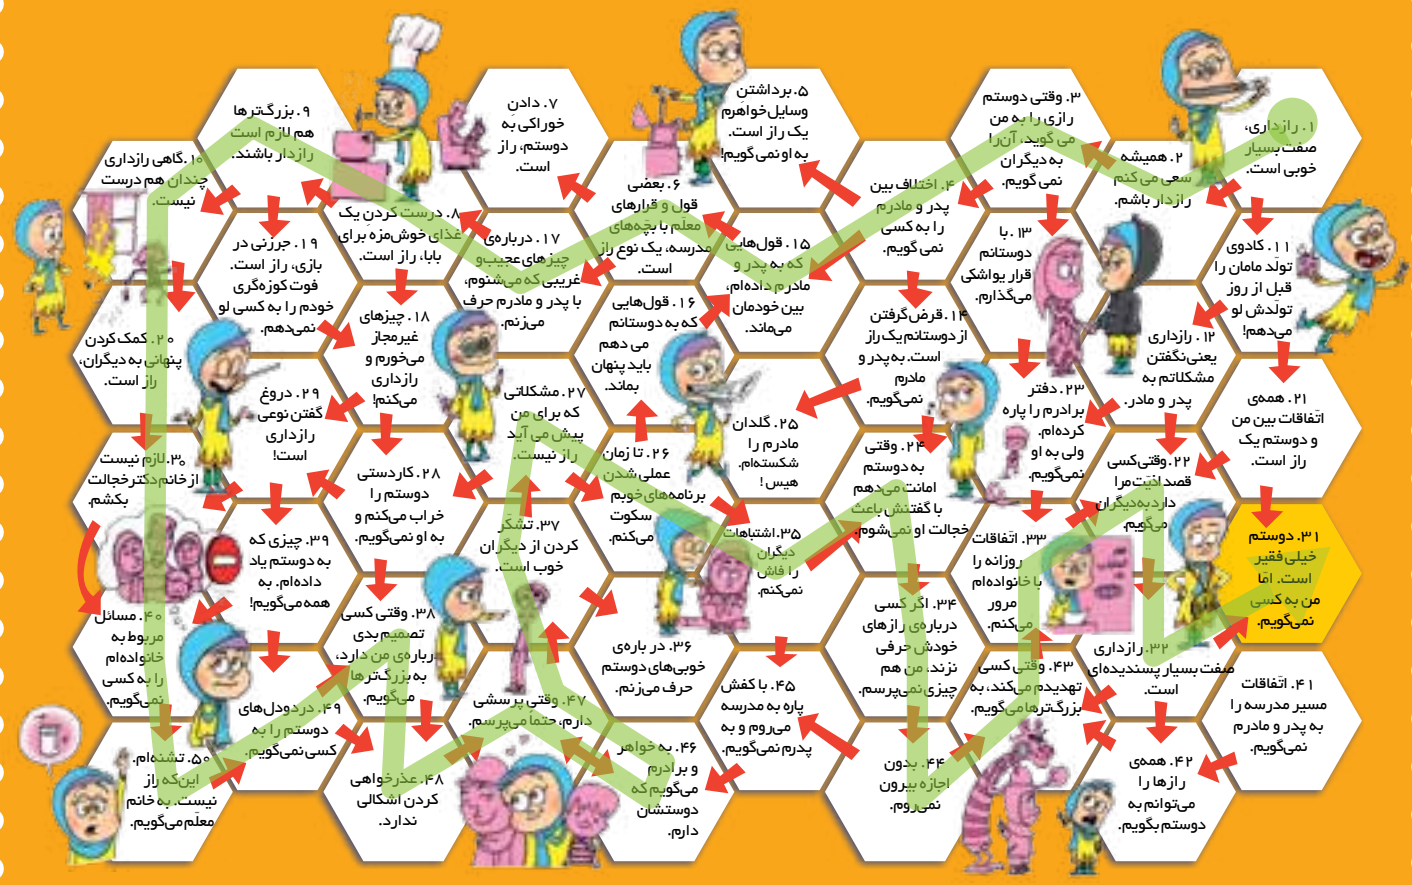 ۱. رازداری،
صفت بسیار
خوبی است.
۲. همیشه
سعی می کنم
رازدار باشم.
۳. وقتی دوستم
رازی را به من
می گوید، آن را
به دیگران
نمی گویم.
۴. اختلاف بین
پدر و مادرم
را به کسی
نمی گویم.
۵. برداشتنِ
وسایل‌خواهرم
یک راز است.
به او نمی گویم!
۶. بعضی
قول و قرارهای
معلّم با بچّه‌های
مدرسه، یک نوع راز
است.
۷. دادنِ
خوراکی به
دوستم، راز
است.
۸. درست کردنِ یک
غذای خوش‌مزه برای
بابا، راز است.
۹. بزرگ‌ترها
هم لازم است
رازدار باشند.
۱۰. گاهی رازداری
چندان هم درست
نیست.
۱۱. کادوی
تولّد مامان را
قبل از روز
تولّدش لو
می‌دهم!
۱۲. رازداری
یعنی نگفتن
مشکلاتم به
پدر و مادر.
۱۳. با
دوستانم
قرار یواشکی
می‌گذارم.
۱۴. قرض گرفتن
از دوستانم یک راز
است. به پدر و
مادرم
نمی‌گویم.
۱۵. قول‌هایی
که به پدر و
مادرم داده‌ام،
بین خودمان
می‌ماند.
۱۶. قول‌هایی
که به دوستانم
می دهم
باید پنهان
بماند.
۱۷. درباره‌ی
چیزهای عجیب و
غریبی که می‌شنوم،
با پدر و مادرم حرف
می‌زنم.
۱۸. چیزهای
غیرمجاز
می‌خورم و
رازداری
می‌کنم!
۱۹. جرزنی در
بازی، راز است.
فوت کوزه‌گری
خودم را به کسی لو
نمی‌دهم.
۲۰. کمک کردن
پنهانی به دیگران،
راز است.
۲۱. همه‌ی
اتّفاقات بین من
و دوستم یک
راز است.
۲۲. وقتی کسی
قصد اذیّت مرا
دارد به دیگران
می‌گویم.
۲۳. دفتر
برادرم را پاره
کرده‌ام.
ولی به او
نمی‌گویم.
۲۴. وقتی
به دوستم
امانت می‌دهم
با گفتنش باعث
خجالت او نمی‌شوم.
۲۵. گلدان
مادرم را
شکسته‌ام.
هیس!
۲۶. تا زمان
عملی شدن
برنامه‌های خوبم
سکوت
می‌کنم.
۲۷. مشکلاتی
که برای من
پیش می آید
راز نیست.
۲۸. کاردستی
دوستم را
خراب می‌کنم و
به او نمی‌گویم.
۲۹. دروغ
گفتن نوعی
رازداری
است!
۳۰. لازم نیست
از خانم دکتر خجالت
بکشم.
۳۱. دوستم
خیلی فقیر
است. امّا
من به کسی
نمی‌گویم.
۳۲. رازداری
صفت بسیار پسندیده‌ای
است.
۳۳. اتّفاقات
روزانه را
با خانواده‌ام
مرور
می‌کنم.
۳۴. اگر کسی
درباره‌ی رازهای
خودش حرفی
نزند، من هم
چیزی نمی‌پرسم.
۳۵. اشتباهات
دیگران
را فاش
نمی‌کنم.
۳۶. در باره‌ی
خوبی‌های دوستم
حرف می‌زنم.
۳۷. تشکّر
کردن از دیگران
خوب است.
۳۸. وقتی کسی
تصمیم بدی
درباره‌ی من دارد،
به بزرگ‌ترها
می‌گویم.
۳۹. چیزی که
به دوستم یاد
داده‌ام. به
همه می‌گویم!
۴۰. مسائل
مربوط به
خانواده‌ام
را به کسی
نمی‌گویم.
۴۱. اتّفاقات
مسیر مدرسه را
به پدر و مادرم
نمی‌گویم.
۴۲. همه‌ی
رازها را
می‌توانم به
دوستم بگویم.
۴۳. وقتی کسی
تهدیدم می‌کند، به
بزرگ‌ترها می‌گویم.
۴۴. بدون
اجازه بیرون
نمی‌روم.
۴۵. با کفش
پاره به مدرسه
می‌روم و به
پدرم نمی‌گویم.
۴۶. به خواهر
و برادرم
می‌گویم که
دوستشان
دارم.
۴۷. وقتی پرسشی
دارم، حتماً می‌پرسم.
۴۸. عذرخواهی
کردن اشکالی
ندارد.
۴۹. دردودل‌های
دوستم را به
کسی نمی‌گویم.
۵۰. تشنه‌ام.
این‌که راز
نیست. به خانم
معلّم می‌گویم.